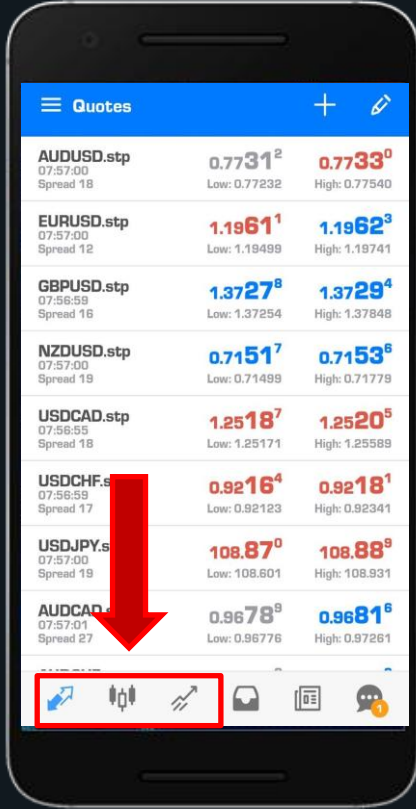 Quotes
AUDUSD.stp
07:57:00
Spread 18
0.77312
Low: 0.77232
0.77330
High: 0.77540
EURUSD.stp
07:57:00
Spread 12
1.19611
Low: 1.19499
1.19623
High: 1.19741
GBPUSD.stp
07:56:59
Spread 16
1.37278
Low: 1.37254
1.37294
High: 1.37848
NZDUSD.stp
07:57:00
Spread 19
0.71517
Low: 0.71499
0.71536
High: 0.71779
USDCAD.stp
07:56:55
Spread 18
1.25187
Low: 1.25171
1.25205
High: 1.25589
USDCHF.s
07:56:59
Spread 17
0.92164
Low: 0.92123
0.92181
High: 0.92341
USDJPY.s
07:57:00
Spread 19
108.870
Low: 108.601
108.889
High: 108.931
AUDCAD.s
07:57:01
Spread 27
0.96789
Low: 0.96776
0.96816
High: 0.97261
1